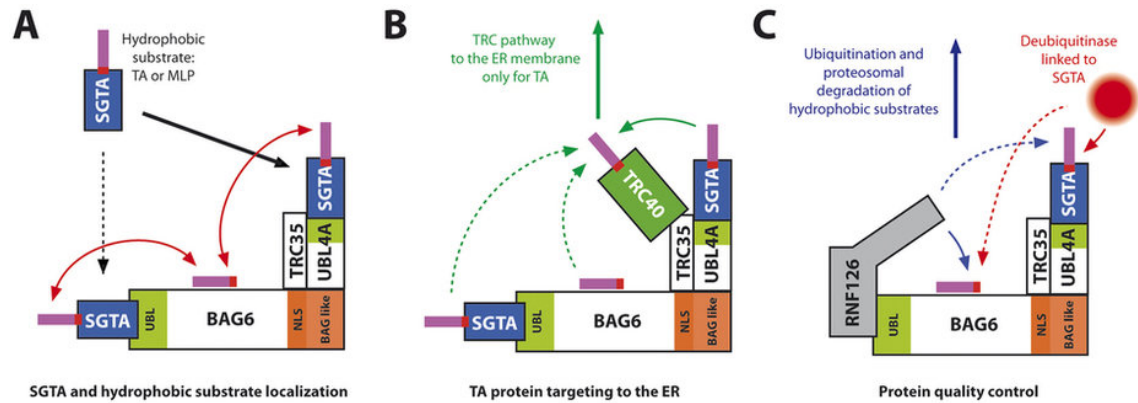 A
Hydrophobic
substrate:
TA or MLP
SGTA
SGTA
TRC35
UBL4A
SGTA
UBL
BAG6
NLS
BAG like
SGTA and hydrophobic substrate localization
B
TRC pathway
to the ER membrane
only for TA
TRC40
SGTA
TRC35
UBL4A
SGTA
UBL
BAG6
NLS
BAG like
TA protein targeting to the ER
C
Ubiquitination and
proteosomal
degradation of
hydrophobic substrates
Deubiquitinase
linked to
SGTA
SGTA
TRC35
UBL4A
RNF126
UBL
BAG6
NLS
BAG like
Protein quality control